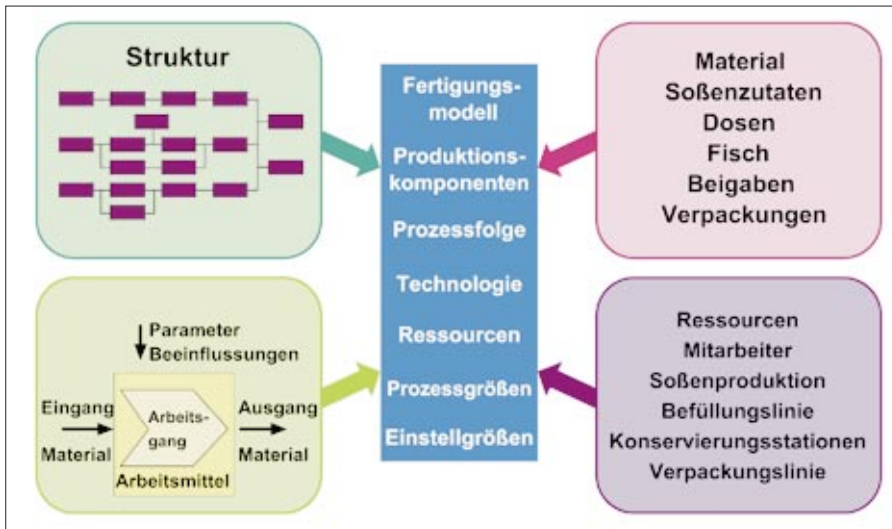 Struktur
Parameter
Beeinflussungen
Eingang
Material
Arbeits-
gang
Ausgang
Material
Arbeitsmittel
Fertigungs-
modell
Produktions-
komponenten
Prozessfolge
Technologie
Ressourcen
Prozessgrößen
Einstellgrößen
Material
Soßenzutaten
Dosen
Fisch
Beigaben
Verpackungen
Ressourcen
Mitarbeiter
Soßenproduktion
Befüllungslinie
Konservierungsstationen
Verpackungslinie